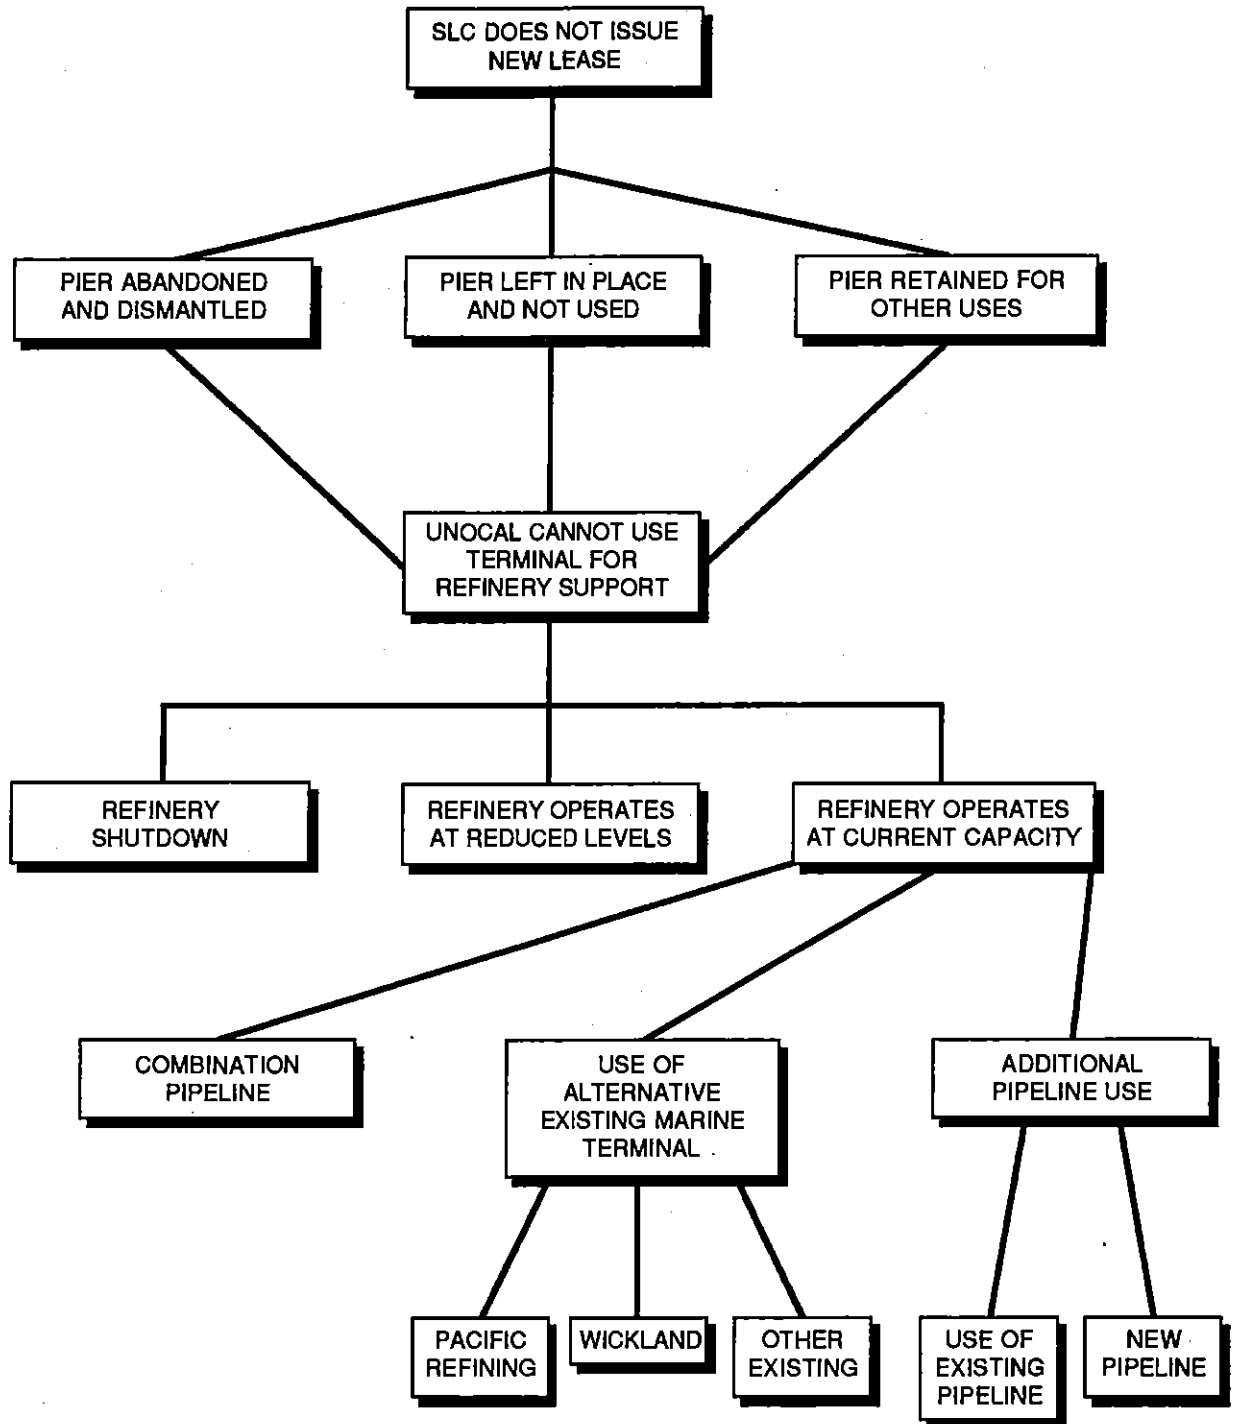 SLC DOES NOT ISSUE
NEW LEASE
PIER ABANDONED
AND DISMANTLED
PIER LEFT IN PLACE
AND NOT USED
PIER RETAINED FOR
OTHER USES
UNOCAL CANNOT USE
TERMINAL FOR
REFINERY SUPPORT
REFINERY
SHUTDOWN
REFINERY OPERATES
AT REDUCED LEVELS
REFINERY OPERATES
AT CURRENT CAPACITY
COMBINATION
PIPELINE
USE OF
ALTERNATIVE
EXISTING MARINE
TERMINAL
ADDITIONAL
PIPELINE USE
PACIFIC
REFINING
WICKLAND
OTHER
EXISTING
USE OF
EXISTING
PIPELINE
NEW
PIPELINE